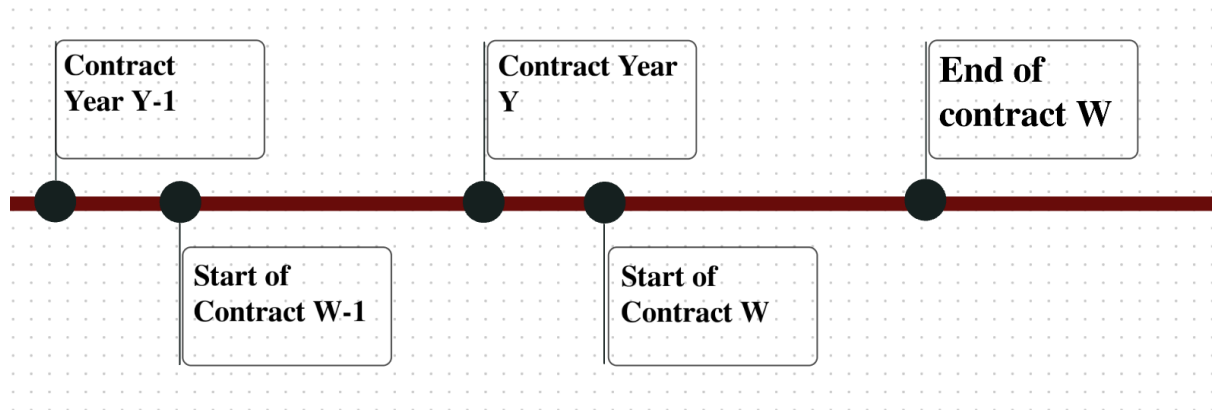 Contract
Year Y-1
Contract Year
Y
End of
contract W
Start of
Contract W-1
Start of
Contract W